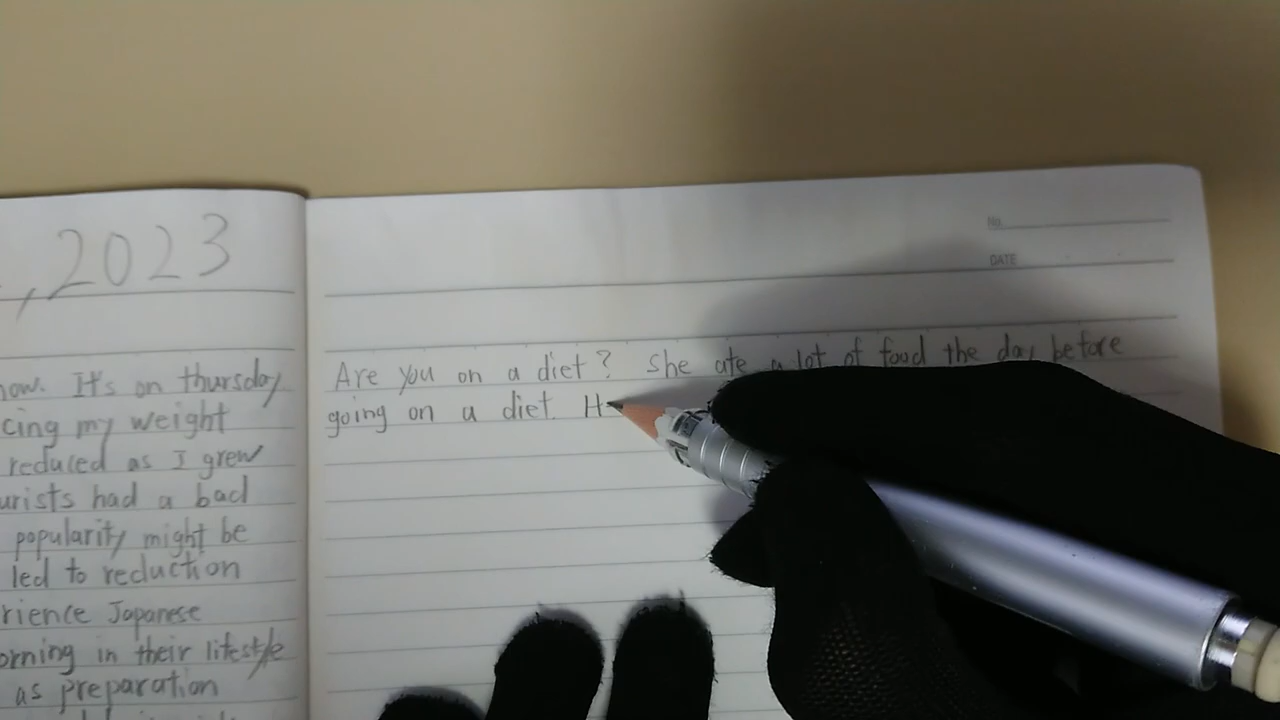 , 2023
now. It's on thursday
cing my weight
reduced as I grew
urists had a bad
popularity might be
led to reduction
rience Japanese
orning in their lifestyle
as preparation
No.
DATE
Are you on a diet? She ate a lot of food the day before
going on a diet. H